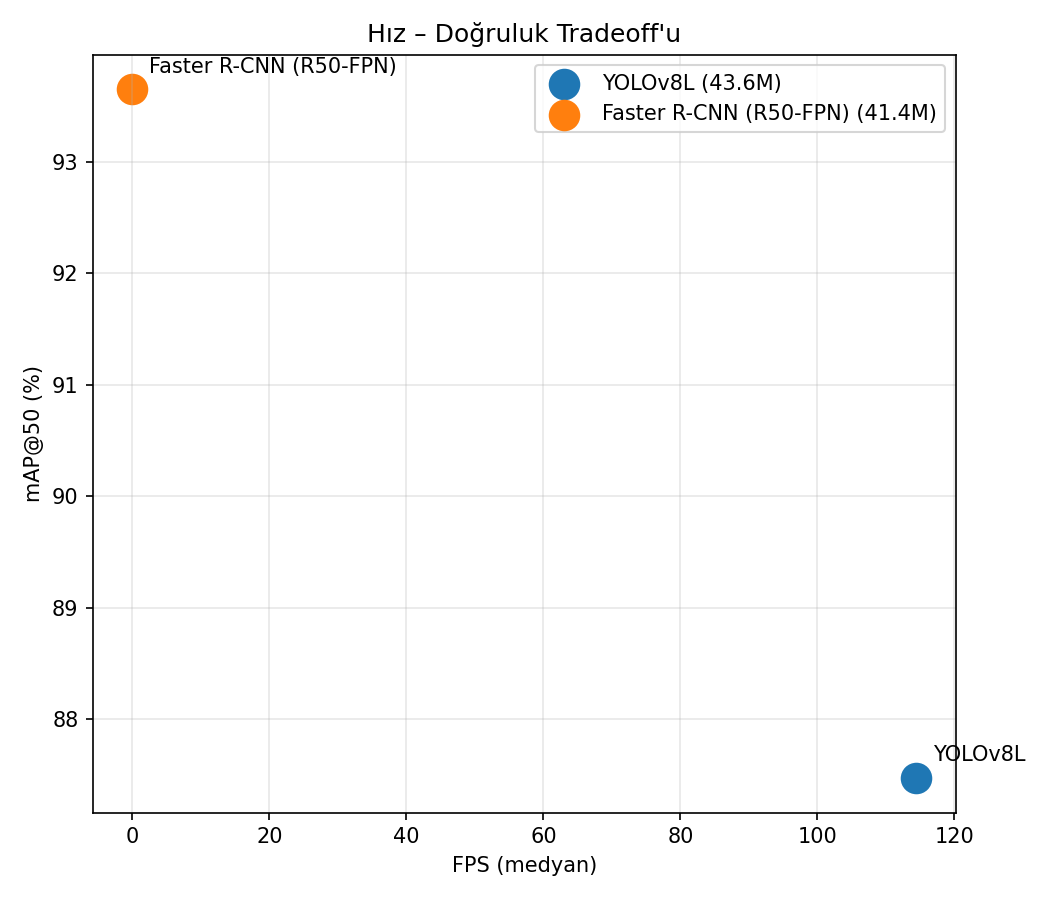 Hız – Doğruluk Tradeoff'u
Faster R-CNN (R50-FPN)
YOLOv8L (43.6M)
Faster R-CNN (R50-FPN) (41.4M)
93
92
91
90
89
88
mAP@50 (%)
YOLOv8L
0 20 40 60 80 100 120
FPS (medyan)